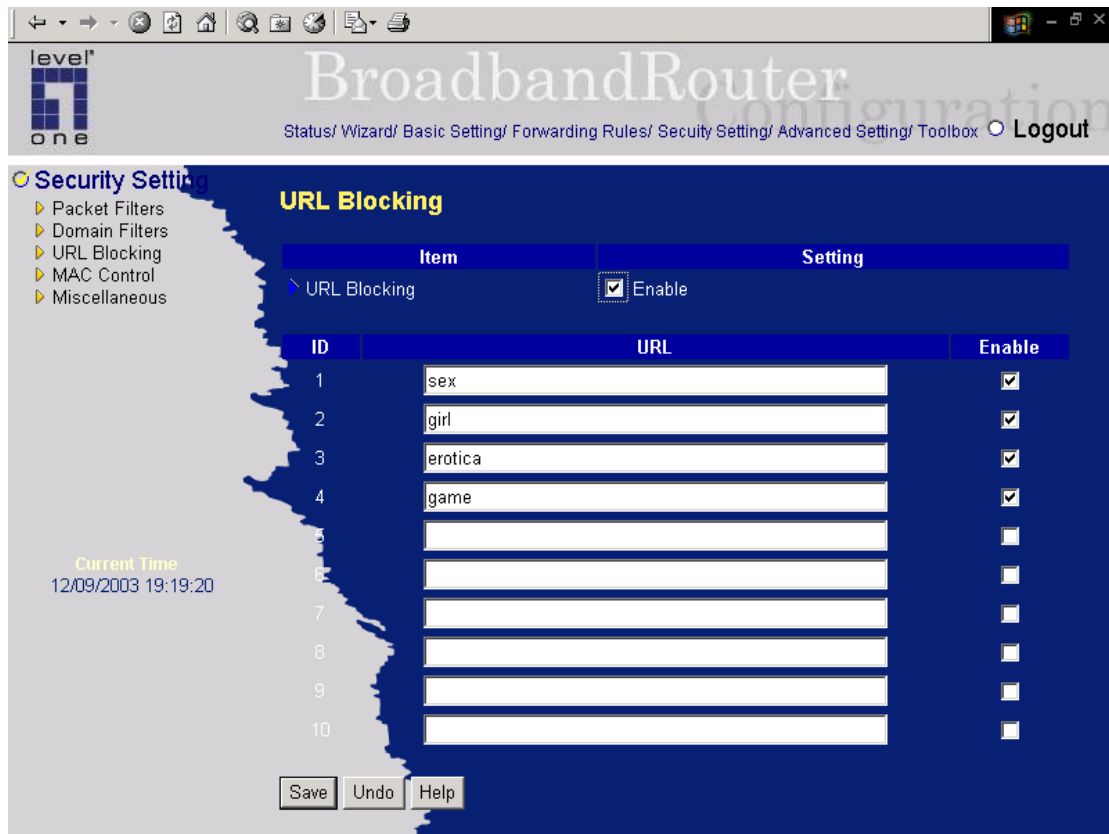 level
one
BroadbandRouter
Configuration
Status/ Wizard/ Basic Setting/ Forwarding Rules/ Secuity Setting/ Advanced Setting/ Toolbox Logout
Security Setting
Packet Filters
Domain Filters
URL Blocking
MAC Control
Miscellaneous
Current Time
12/09/2003 19:19:20
URL Blocking
Item Setting
URL Blocking Enable
ID URL Enable
1 sex
2 girl
3 erotica
4 game
5
6
7
8
9
10
Save Undo Help